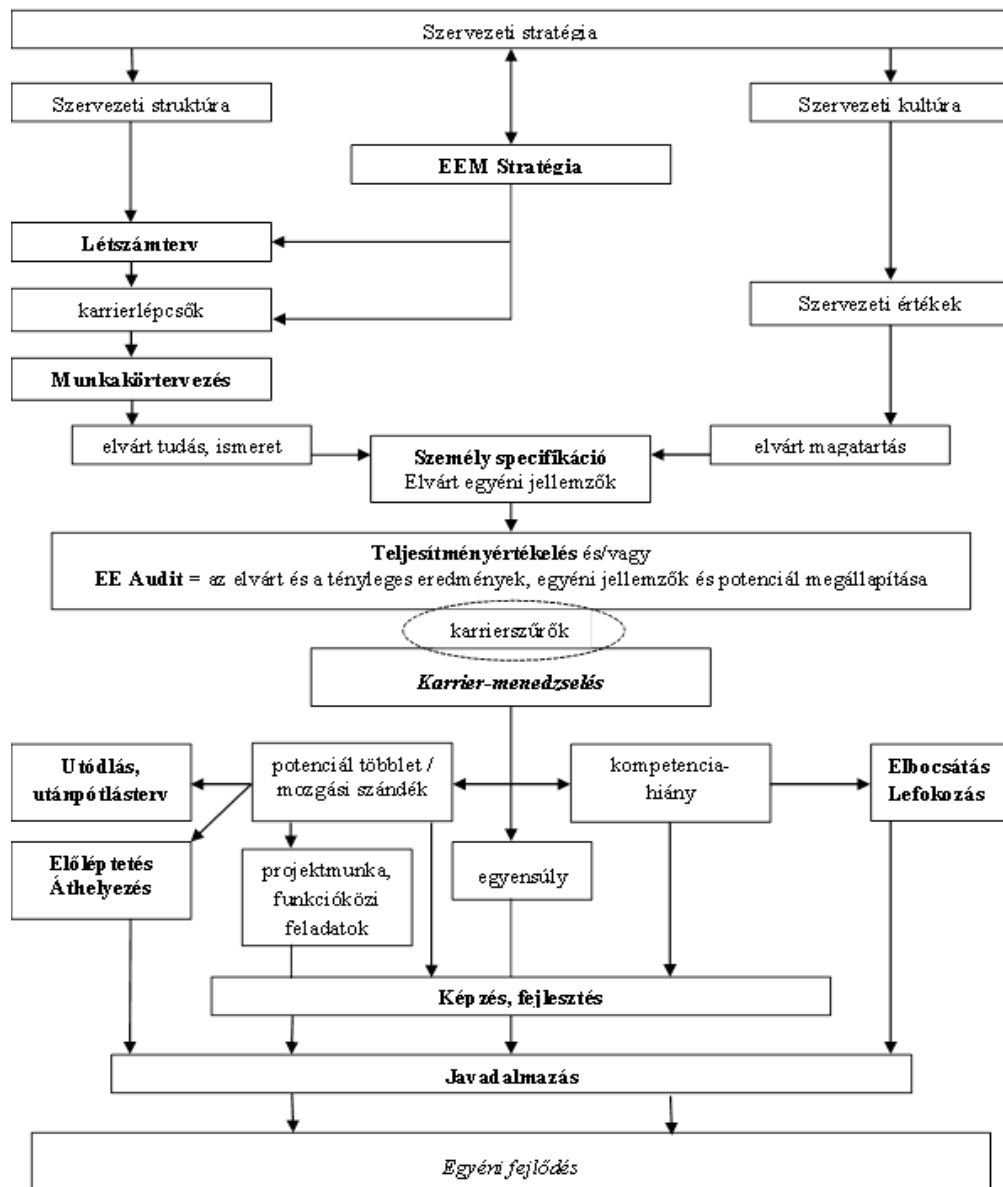 Szervezeti stratégia
Szervezeti struktúra
Szervezeti kultúra
EEM Stratégia
Létszámterv
karrierlépcsők
Szervezeti értékek
Munkakörtervezés
elvárt tudás, ismeret
Személy specifikáció
Elvárt egyéni jellemzők
elvárt magatartás
Teljesítményértékelés és/vagy
EE Audit = az elvárt és a tényleges eredmények, egyéni jellemzők és potenciál megállapítása
karrierszűrők
Karrier-menedzselés
Utódlás,
utánpótlásterv
potenciál többlet /
mozgási szándék
kompetencia-
hiány
Elbocsátás
Lefokozás
Előléptetés
Áthelyezés
projektmunka,
funkcióközi
feladatok
egyensúly
Képzés, fejlesztés
Javadalmazás
Egyéni fejlődés